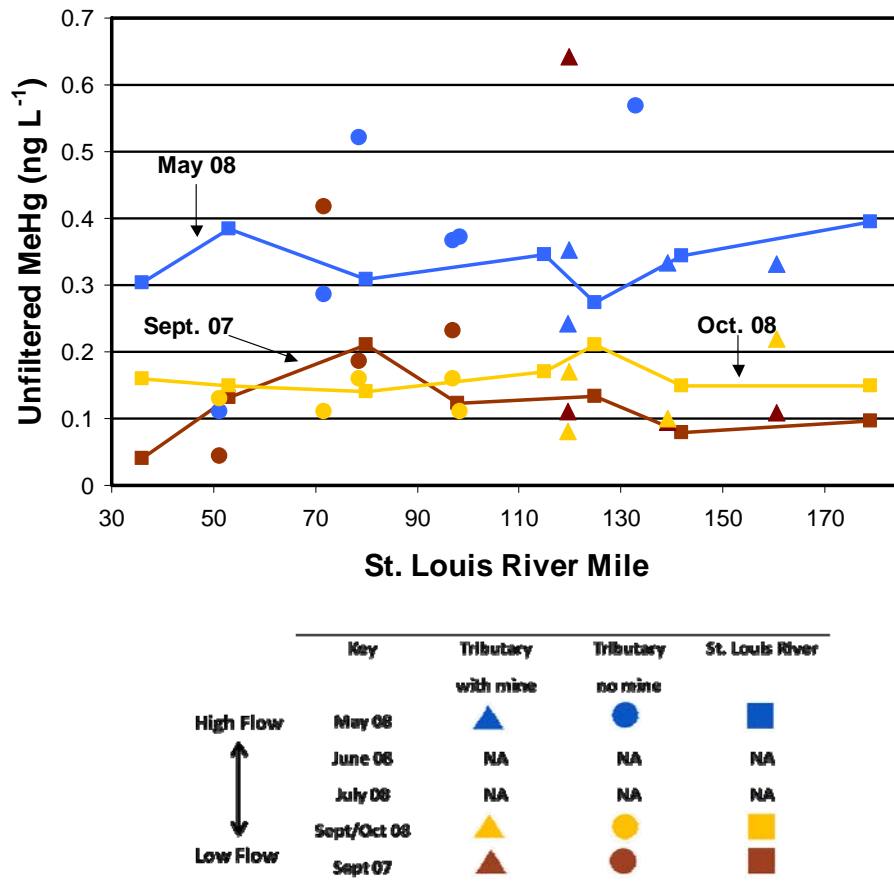 0.7
0.6
0.5
0.4
0.3
0.2
0.1
0
Unfiltered MeHg (ng L -1)
May 08
Sept. 07
Oct. 08
30 50 70 90 110 130 150 170
St. Louis River Mile
Key Tributary Tributary St. Louis River
with mine no mine
High Flow May 08
June 08 NA NA NA
July 08 NA NA NA
Sept/Oct 08
Low Flow Sept 07